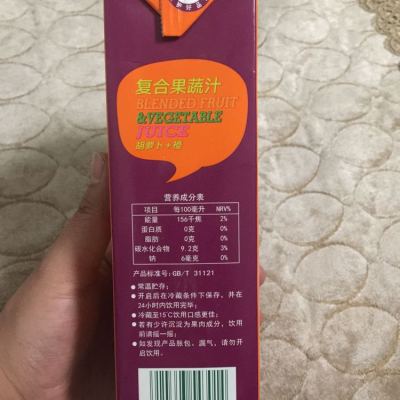 复合果蔬汁
BLENDED FRUIT
&VEGETABLE
JUICE
胡萝卜+橙
营养成分表
项目 每100毫升 NRV%
能量 156千焦 2%
蛋白质 0克 0%
脂肪 0克 0%
碳水化合物 9.2克 3%
钠 6毫克 0%
产品标准号:GB/T 31121
常温贮存;
开启后在冷藏条件下保存,并在
24小时内饮用完毕;
冷藏至15℃饮用口感更佳;
若有少许沉淀为果肉成分,饮用
前请摇一摇;
如发现产品胀包、漏气,请勿开
启饮用.